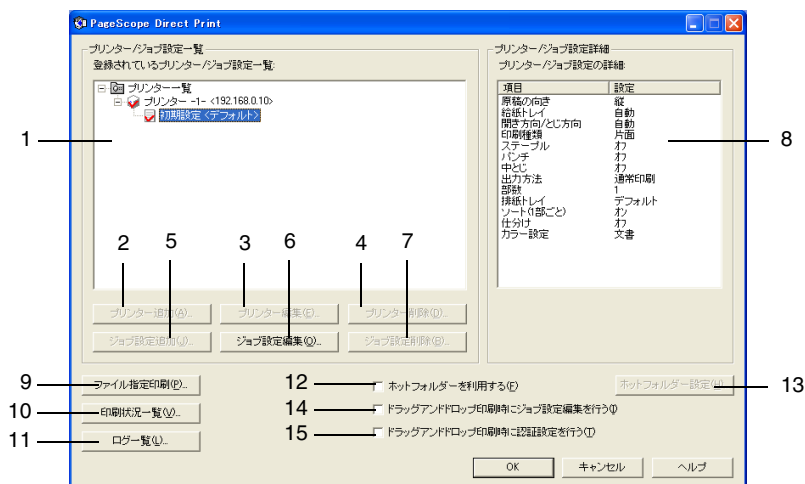 PageScope Direct Print
プリンター/ジョブ設定一覧
登録されているプリンター/ジョブ設定一覧:
プリンター一覧
プリンター -1- <192.168.0.10>
初期設定 <デフォルト>
1
2
5
3
6
4
7
プリンター追加(A)...
プリンター編集(E)...
プリンター削除(D)...
ジョブ設定追加(J)...
ジョブ設定編集(O)...
ジョブ設定削除(B)...
プリンター/ジョブ設定詳細
プリンター/ジョブ設定の詳細:
項目 設定
原稿の向き 縦
給紙トレイ 自動
開き方向/とじ方向 自動
印刷種類 片面
ステープル オフ
パンチ オフ
中とじ オフ
出力方法 通常印刷
部数 1
排紙トレイ デフォルト
ソート(1部ごと) オン
仕分け オフ
カラー設定 文書
8
9 ファイル指定印刷(P)...
10 印刷状況一覧(V)...
11 ログ一覧(L)...
12 ホットフォルダーを利用する(F)
ホットフォルダー設定(H)... 13
14 ドラッグアンドドロップ印刷時にジョブ設定編集を行う(I)
15 ドラッグアンドドロップ印刷時に認証設定を行う(T)
OK キャンセル ヘルプ